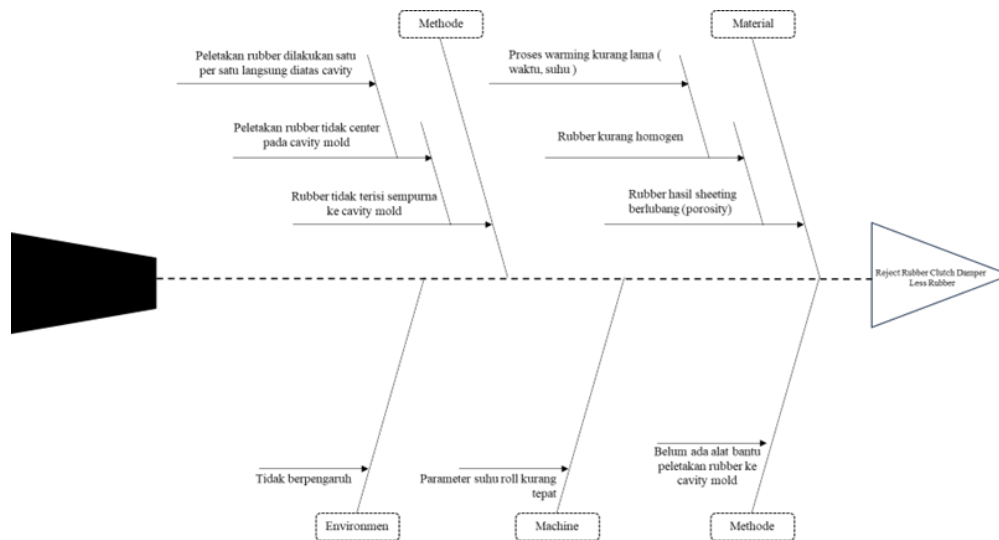 Methode
Material
Peletakan rubber dilakukan satu
per satu langsung diatas cavity
Proses warming kurang lama (
waktu, suhu )
Peletakan rubber tidak center
pada cavity mold
Rubber kurang homogen
Rubber tidak terisi sempurna
ke cavity mold
Rubber hasil sheeting
berlubang (porosity)
Reject Rubber Clutch Damper
Less Rubber
Tidak berpengaruh
Parameter suhu roll kurang
tepat
Belum ada alat bantu
peletakan rubber ke
cavity mold
Environmen
Machine
Methode